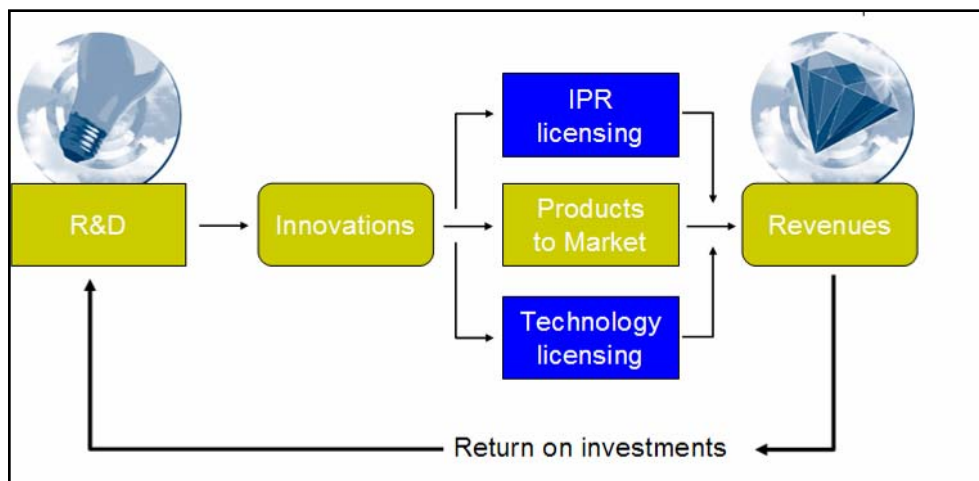 R&D
Innovations
IPR
licensing
Products
to Market
Technology
licensing
Revenues
Return on investments